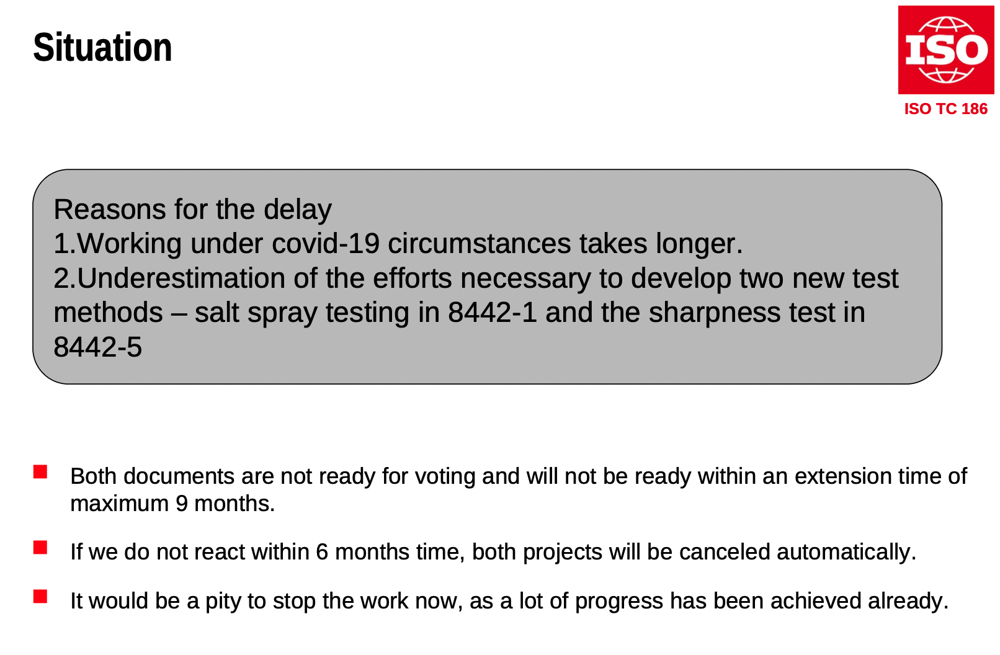 Situation
ISO
ISO TC 186
Reasons for the delay
1.Working under covid-19 circumstances takes longer.
2.Underestimation of the efforts necessary to develop two new test
methods – salt spray testing in 8442-1 and the sharpness test in
8442-5
Both documents are not ready for voting and will not be ready within an extension time of
maximum 9 months.
If we do not react within 6 months time, both projects will be canceled automatically.
It would be a pity to stop the work now, as a lot of progress has been achieved already.